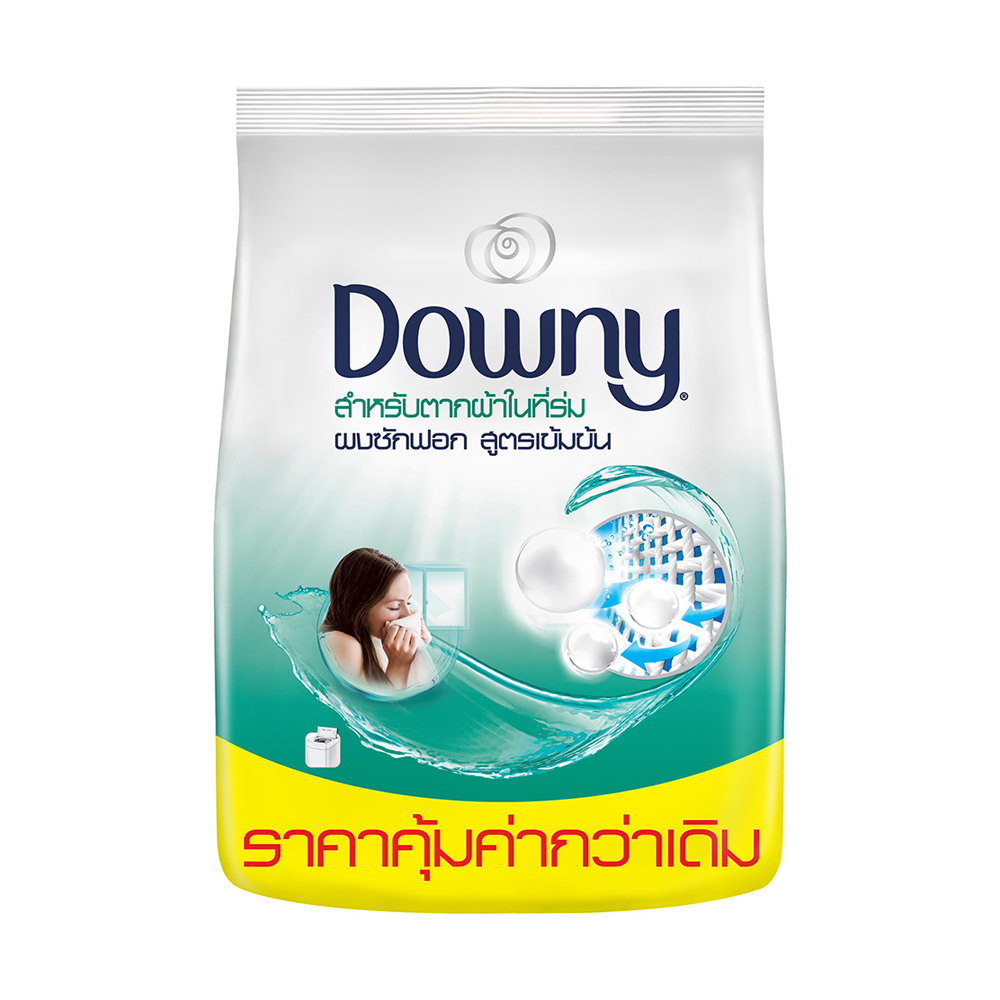 Downy
สำหรับตากผ้าในที่ร่ม
ผงซักฟอก สูตรเข้มข้น
ราคาคุ้มค่ากว่าเดิม